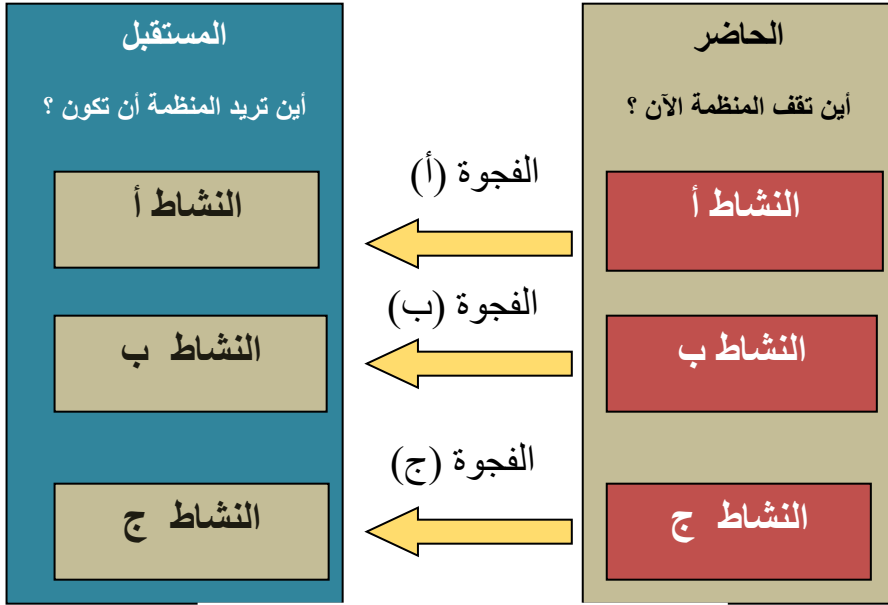 الحاضر
أين تقف المنظمة الآن ؟
النشاط أ
النشاط ب
النشاط ج
الفجوة (أ)
الفجوة (ب)
الفجوة (ج)
المستقبل
أين تريد المنظمة أن تكون ؟
النشاط أ
النشاط ب
النشاط ج